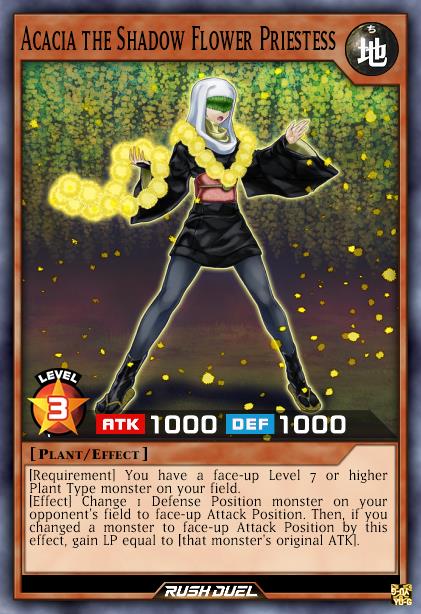 Acacia the Shadow Flower Priestess
ち
地
LEVEL
3
ATK 1000 DEF 1000
[Plant/Effect]
[Requirement] You have a face-up Level 7 or higher
Plant Type monster on your field.
[Effect] Change 1 Defense Position monster on your
opponent's field to face-up Attack Position. Then, if you
changed a monster to face-up Attack Position by this
effect, gain LP equal to [that monster's original ATK].
RUSH DUEL